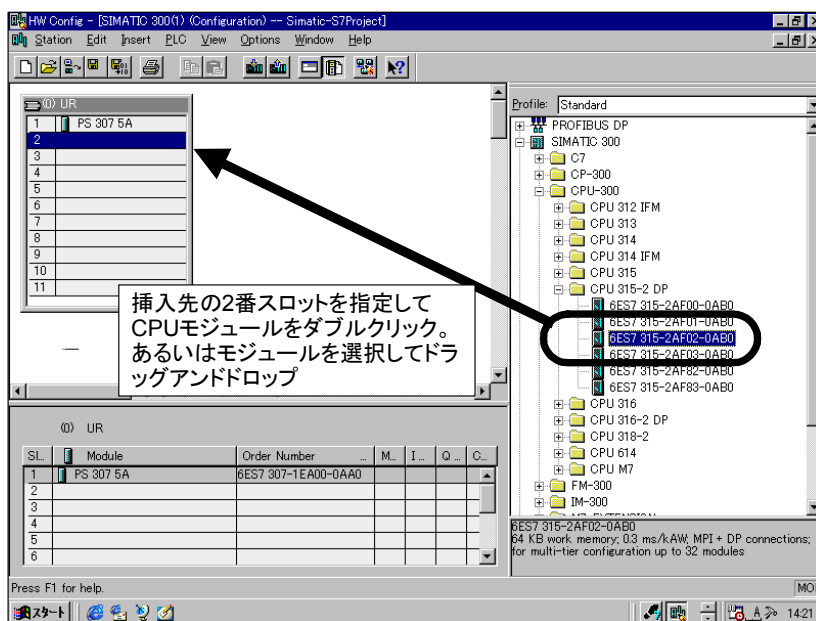 HW Config - [SIMATIC 300(1) (Configuration) -- Simatic-S7Project]
Station Edit Insert PLC View Options Window Help
(0) UR
1 PS 307 5A
2
3
4
5
6
7
8
9
10
11
挿入先の2番スロットを指定して
CPUモジュールをダブルクリック。
あるいはモジュールを選択してドラ
ッグアンドドロップ
Profile: Standard
PROFIBUS DP
SIMATIC 300
C7
CP-300
CPU-300
CPU 312 IFM
CPU 313
CPU 314
CPU 314 IFM
CPU 315
CPU 315-2 DP
6ES7 315-2AF00-0AB0
6ES7 315-2AF01-0AB0
6ES7 315-2AF02-0AB0
6ES7 315-2AF03-0AB0
6ES7 315-2AF82-0AB0
6ES7 315-2AF83-0AB0
CPU 316
CPU 316-2 DP
CPU 318-2
CPU 614
CPU M7
FM-300
IM-300
M7-EXTENSION
6ES7 315-2AF02-0AB0
64 KB work memory; 0.3 ms/kAW; MPI + DP connections;
for multi-tier configuration up to 32 modules
(0) UR
Sl... Module Order Number ... M... I... Q... C...
1 PS 307 5A 6ES7 307-1EA00-0AA0
2
3
4
5
6
Press F1 for help.
MO
スタート
A
14:21